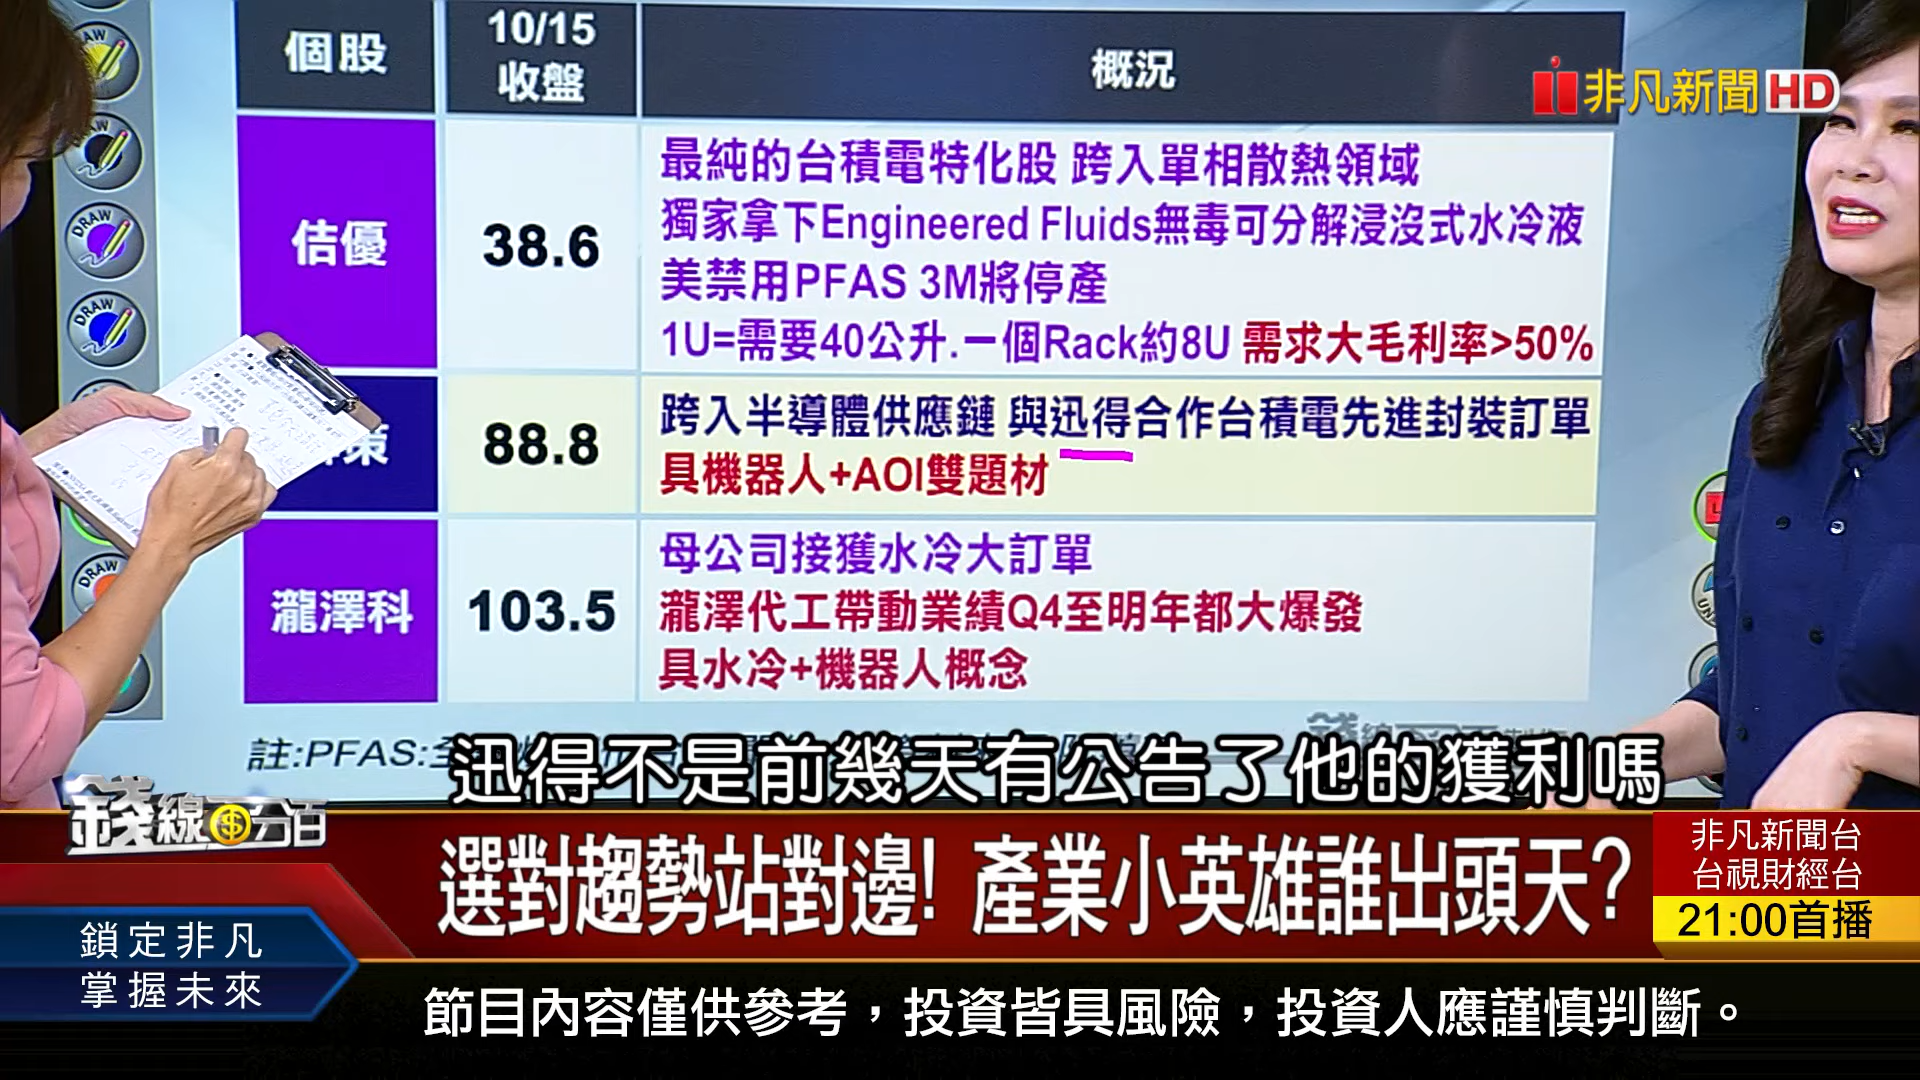 個股
10/15
收盤
概況
非凡新聞HD
佶優
38.6
最純的台積電特化股 跨入單相散熱領域
獨家拿下Engineered Fluids無毒可分解浸沒式水冷液
美禁用PFAS 3M將停產
1U=需要40公升.一個Rack約8U 需求大毛利率>50%
策
88.8
跨入半導體供應鏈 與迅得合作台積電先進封裝訂單
具機器人+AOI雙題材
瀧澤科
103.5
母公司接獲水冷大訂單
瀧澤代工帶動業績Q4至明年都大爆發
具水冷+機器人概念
DRAW
DRAW
DRAW
註:PFAS:全
迅得不是前幾天有公告了他的獲利嗎
錢線百分百
選對趨勢站對邊! 產業小英雄誰出頭天?
非凡新聞台
台視財經台
21:00首播
鎖定非凡
掌握未來
節目內容僅供參考，投資皆具風險，投資人應謹慎判斷。